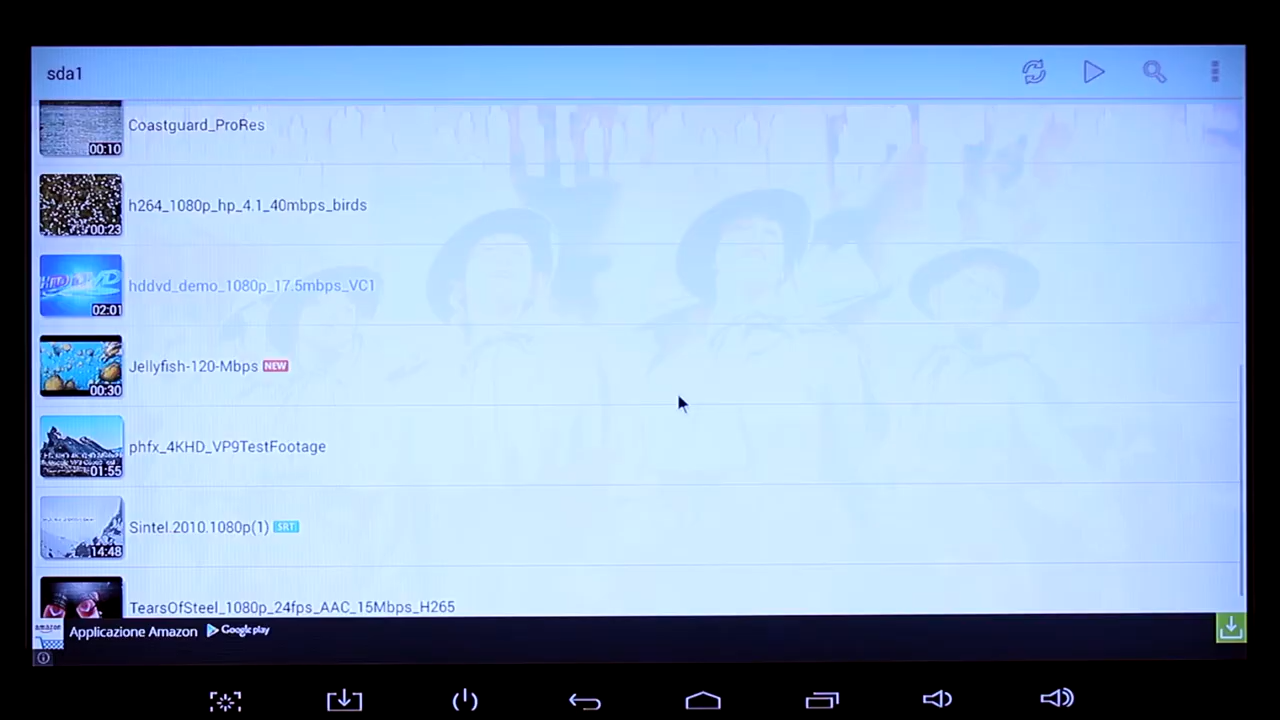 sda1
Coastguard_ProRes
00:10
h264_1080p_hp_4.1_40mbps_birds
00:23
hddvd_demo_1080p_17.5mbps_VC1
02:01
Jellyfish-120-Mbps NEW
00:30
phfx_4KHD_VP9TestFootage
01:55
Sintel.2010.1080p(1) SRT
14:48
TearsOfSteel_1080p_24fps_AAC_15Mbps_H265
amazon
Applicazione Amazon Google play